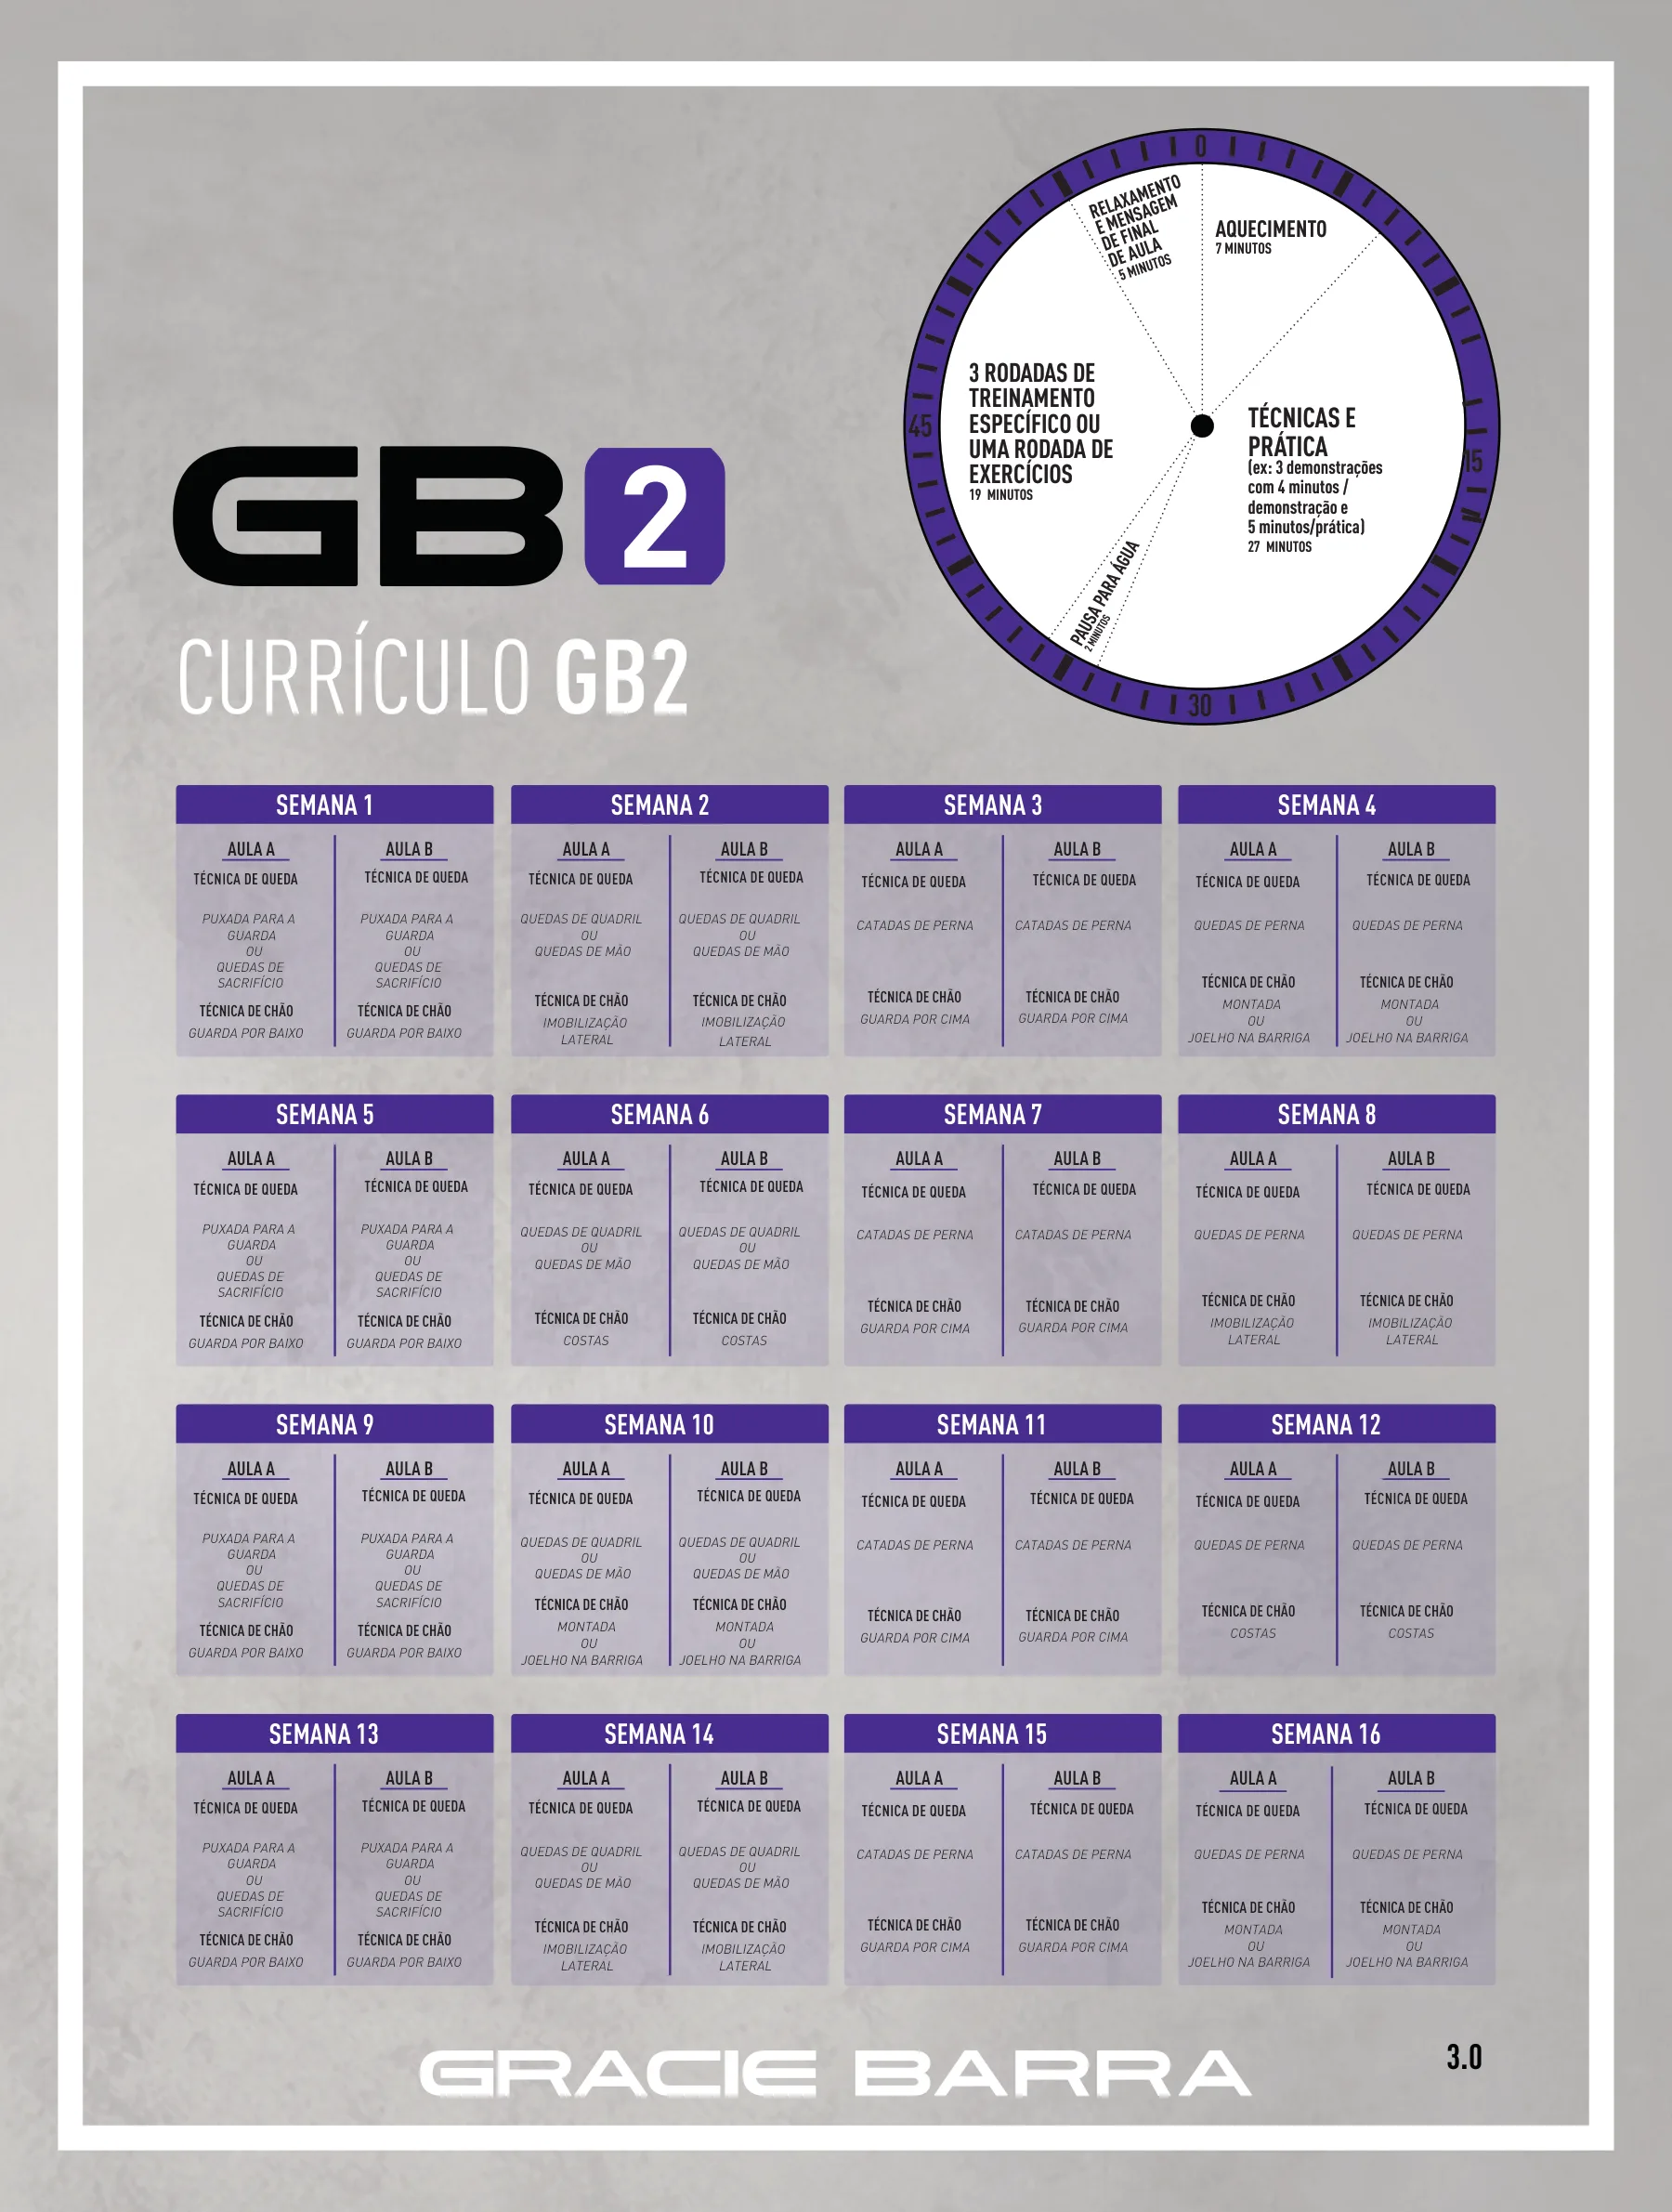 GB2
CURRÍCULO GB2
0
15
30
45
RELAXAMENTO
E MENSAGEM
DE FINAL
DE AULA
5 MINUTOS
AQUECIMENTO
7 MINUTOS
3 RODADAS DE
TREINAMENTO
ESPECÍFICO OU
UMA RODADA DE
EXERCÍCIOS
19 MINUTOS
TÉCNICAS E
PRÁTICA
(ex: 3 demonstrações
com 4 minutos /
demonstração e
5 minutos/prática)
27 MINUTOS
PAUSA PARA ÁGUA
2 MINUTOS
SEMANA 1
AULA A
TÉCNICA DE QUEDA
PUXADA PARA A
GUARDA
OU
QUEDAS DE
SACRIFÍCIO
TÉCNICA DE CHÃO
GUARDA POR BAIXO
AULA B
TÉCNICA DE QUEDA
PUXADA PARA A
GUARDA
OU
QUEDAS DE
SACRIFÍCIO
TÉCNICA DE CHÃO
GUARDA POR BAIXO
SEMANA 2
AULA A
TÉCNICA DE QUEDA
QUEDAS DE QUADRIL
OU
QUEDAS DE MÃO
TÉCNICA DE CHÃO
IMOBILIZAÇÃO
LATERAL
AULA B
TÉCNICA DE QUEDA
QUEDAS DE QUADRIL
OU
QUEDAS DE MÃO
TÉCNICA DE CHÃO
IMOBILIZAÇÃO
LATERAL
SEMANA 3
AULA A
TÉCNICA DE QUEDA
CATADAS DE PERNA
TÉCNICA DE CHÃO
GUARDA POR CIMA
AULA B
TÉCNICA DE QUEDA
CATADAS DE PERNA
TÉCNICA DE CHÃO
GUARDA POR CIMA
SEMANA 4
AULA A
TÉCNICA DE QUEDA
QUEDAS DE PERNA
TÉCNICA DE CHÃO
MONTADA
OU
JOELHO NA BARRIGA
AULA B
TÉCNICA DE QUEDA
QUEDAS DE PERNA
TÉCNICA DE CHÃO
MONTADA
OU
JOELHO NA BARRIGA
SEMANA 5
AULA A
TÉCNICA DE QUEDA
PUXADA PARA A
GUARDA
OU
QUEDAS DE
SACRIFÍCIO
TÉCNICA DE CHÃO
GUARDA POR BAIXO
AULA B
TÉCNICA DE QUEDA
PUXADA PARA A
GUARDA
OU
QUEDAS DE
SACRIFÍCIO
TÉCNICA DE CHÃO
GUARDA POR BAIXO
SEMANA 6
AULA A
TÉCNICA DE QUEDA
QUEDAS DE QUADRIL
OU
QUEDAS DE MÃO
TÉCNICA DE CHÃO
COSTAS
AULA B
TÉCNICA DE QUEDA
QUEDAS DE QUADRIL
OU
QUEDAS DE MÃO
TÉCNICA DE CHÃO
COSTAS
SEMANA 7
AULA A
TÉCNICA DE QUEDA
CATADAS DE PERNA
TÉCNICA DE CHÃO
GUARDA POR CIMA
AULA B
TÉCNICA DE QUEDA
CATADAS DE PERNA
TÉCNICA DE CHÃO
GUARDA POR CIMA
SEMANA 8
AULA A
TÉCNICA DE QUEDA
QUEDAS DE PERNA
TÉCNICA DE CHÃO
IMOBILIZAÇÃO
LATERAL
AULA B
TÉCNICA DE QUEDA
QUEDAS DE PERNA
TÉCNICA DE CHÃO
IMOBILIZAÇÃO
LATERAL
SEMANA 9
AULA A
TÉCNICA DE QUEDA
PUXADA PARA A
GUARDA
OU
QUEDAS DE
SACRIFÍCIO
TÉCNICA DE CHÃO
GUARDA POR BAIXO
AULA B
TÉCNICA DE QUEDA
PUXADA PARA A
GUARDA
OU
QUEDAS DE
SACRIFÍCIO
TÉCNICA DE CHÃO
GUARDA POR BAIXO
SEMANA 10
AULA A
TÉCNICA DE QUEDA
QUEDAS DE QUADRIL
OU
QUEDAS DE MÃO
TÉCNICA DE CHÃO
MONTADA
OU
JOELHO NA BARRIGA
AULA B
TÉCNICA DE QUEDA
QUEDAS DE QUADRIL
OU
QUEDAS DE MÃO
TÉCNICA DE CHÃO
MONTADA
OU
JOELHO NA BARRIGA
SEMANA 11
AULA A
TÉCNICA DE QUEDA
CATADAS DE PERNA
TÉCNICA DE CHÃO
GUARDA POR CIMA
AULA B
TÉCNICA DE QUEDA
CATADAS DE PERNA
TÉCNICA DE CHÃO
GUARDA POR CIMA
SEMANA 12
AULA A
TÉCNICA DE QUEDA
QUEDAS DE PERNA
TÉCNICA DE CHÃO
COSTAS
AULA B
TÉCNICA DE QUEDA
QUEDAS DE PERNA
TÉCNICA DE CHÃO
COSTAS
SEMANA 13
AULA A
TÉCNICA DE QUEDA
PUXADA PARA A
GUARDA
OU
QUEDAS DE
SACRIFÍCIO
TÉCNICA DE CHÃO
GUARDA POR BAIXO
AULA B
TÉCNICA DE QUEDA
PUXADA PARA A
GUARDA
OU
QUEDAS DE
SACRIFÍCIO
TÉCNICA DE CHÃO
GUARDA POR BAIXO
SEMANA 14
AULA A
TÉCNICA DE QUEDA
QUEDAS DE QUADRIL
OU
QUEDAS DE MÃO
TÉCNICA DE CHÃO
IMOBILIZAÇÃO
LATERAL
AULA B
TÉCNICA DE QUEDA
QUEDAS DE QUADRIL
OU
QUEDAS DE MÃO
TÉCNICA DE CHÃO
IMOBILIZAÇÃO
LATERAL
SEMANA 15
AULA A
TÉCNICA DE QUEDA
CATADAS DE PERNA
TÉCNICA DE CHÃO
GUARDA POR CIMA
AULA B
TÉCNICA DE QUEDA
CATADAS DE PERNA
TÉCNICA DE CHÃO
GUARDA POR CIMA
SEMANA 16
AULA A
TÉCNICA DE QUEDA
QUEDAS DE PERNA
TÉCNICA DE CHÃO
MONTADA
OU
JOELHO NA BARRIGA
AULA B
TÉCNICA DE QUEDA
QUEDAS DE PERNA
TÉCNICA DE CHÃO
MONTADA
OU
JOELHO NA BARRIGA
GRACIE BARRA
3.0